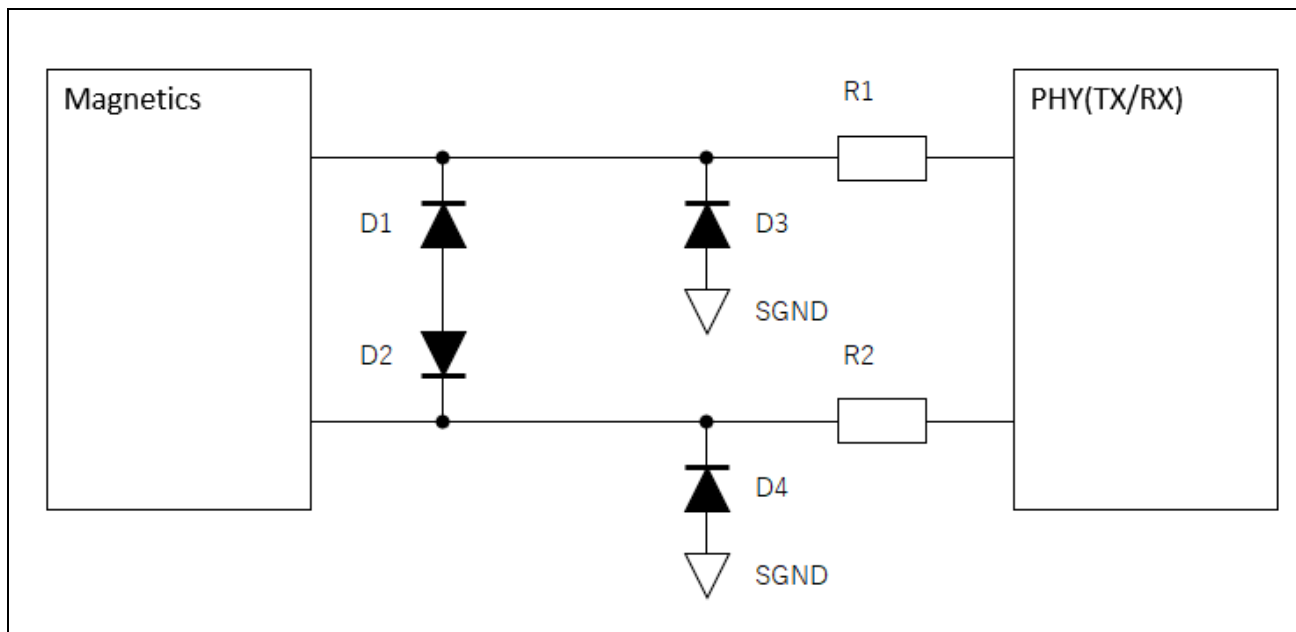 Magnetics
R1
PHY(TX/RX)
D1
D3
SGND
D2
R2
D4
SGND